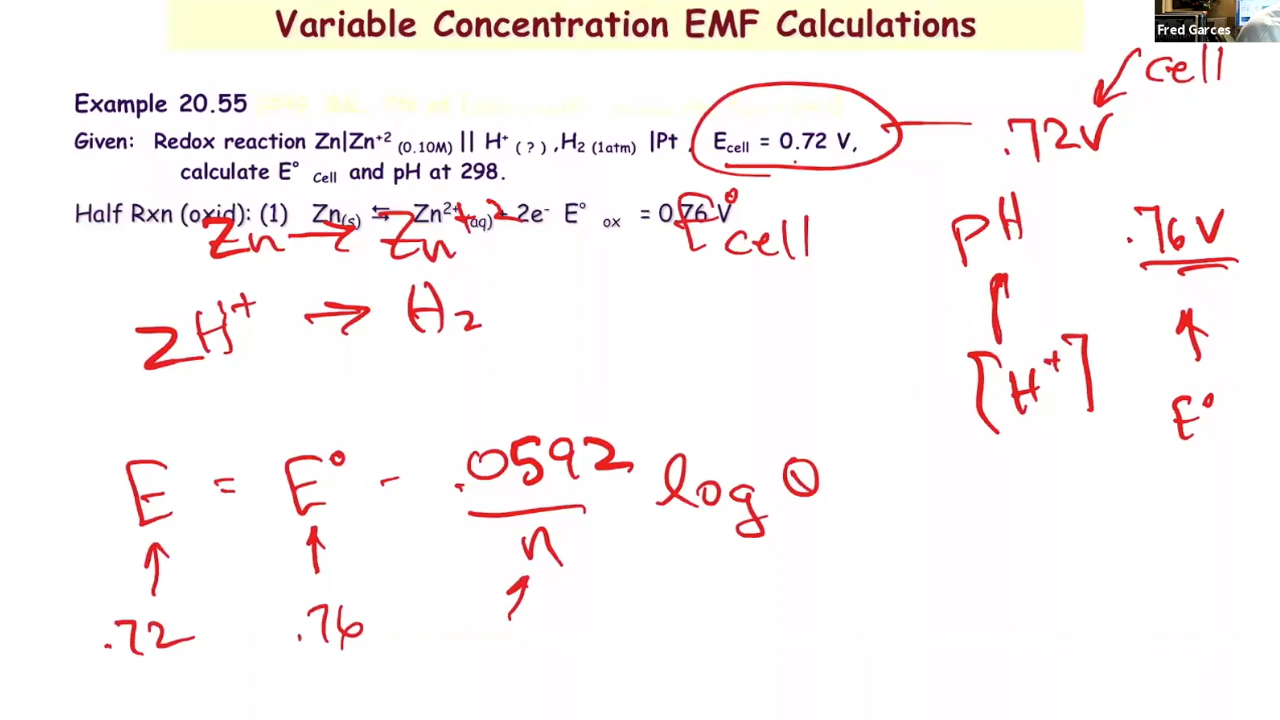 Variable Concentration EMF Calculations
Fred Garces
Example 20.55
Given: Redox reaction Zn|Zn+2 (0.10M) || H+ ( ? ) ,H2 (1atm) |Pt , Ecell = 0.72 V,
calculate E° Cell and pH at 298.
Half Rxn (oxid): (1) Zn(s) ⇆ Zn2+ (aq) + 2e- E° ox = 0.76 V
cell
.72V
Zn → Zn+2
E° cell
pH
.76V
2H+ → H2
[H+]
E°
E = E° - .0592 / n log Q
.72
.76